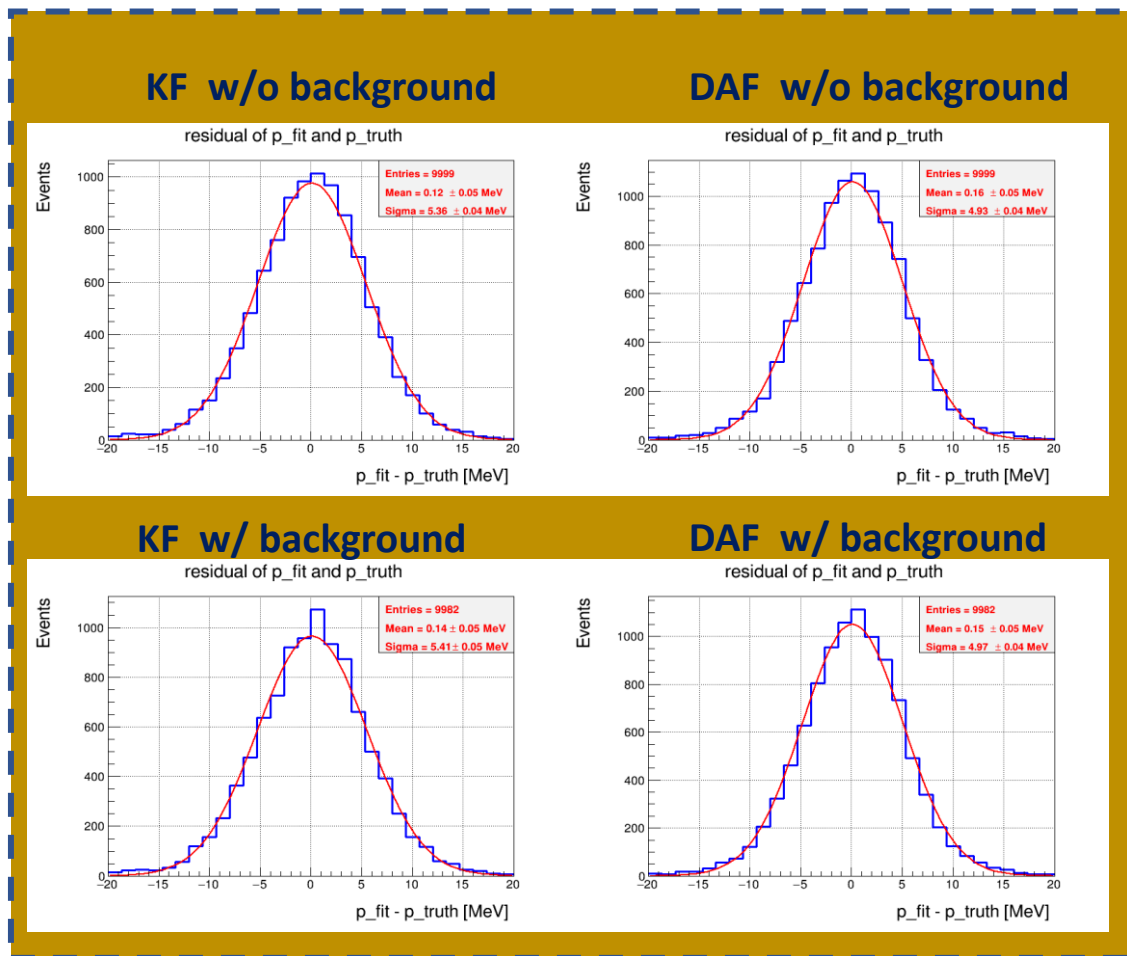 KF w/o background
DAF w/o background
residual of p_fit and p_truth
Events
Entries = 9999
Mean = 0.12 ± 0.05 MeV
Sigma = 5.36 ± 0.04 MeV
1000
800
600
400
200
0
−20 −15 −10 −5 0 5 10 15 20
p_fit - p_truth [MeV]
residual of p_fit and p_truth
Events
Entries = 9999
Mean = 0.16 ± 0.05 MeV
Sigma = 4.93 ± 0.04 MeV
1000
800
600
400
200
0
−20 −15 −10 −5 0 5 10 15 20
p_fit - p_truth [MeV]
KF w/ background
DAF w/ background
residual of p_fit and p_truth
Events
Entries = 9982
Mean = 0.14 ± 0.05 MeV
Sigma = 5.41 ± 0.05 MeV
1000
800
600
400
200
0
−20 −15 −10 −5 0 5 10 15 20
p_fit - p_truth [MeV]
residual of p_fit and p_truth
Events
Entries = 9982
Mean = 0.15 ± 0.05 MeV
Sigma = 4.97 ± 0.04 MeV
1000
800
600
400
200
0
−20 −15 −10 −5 0 5 10 15 20
p_fit - p_truth [MeV]